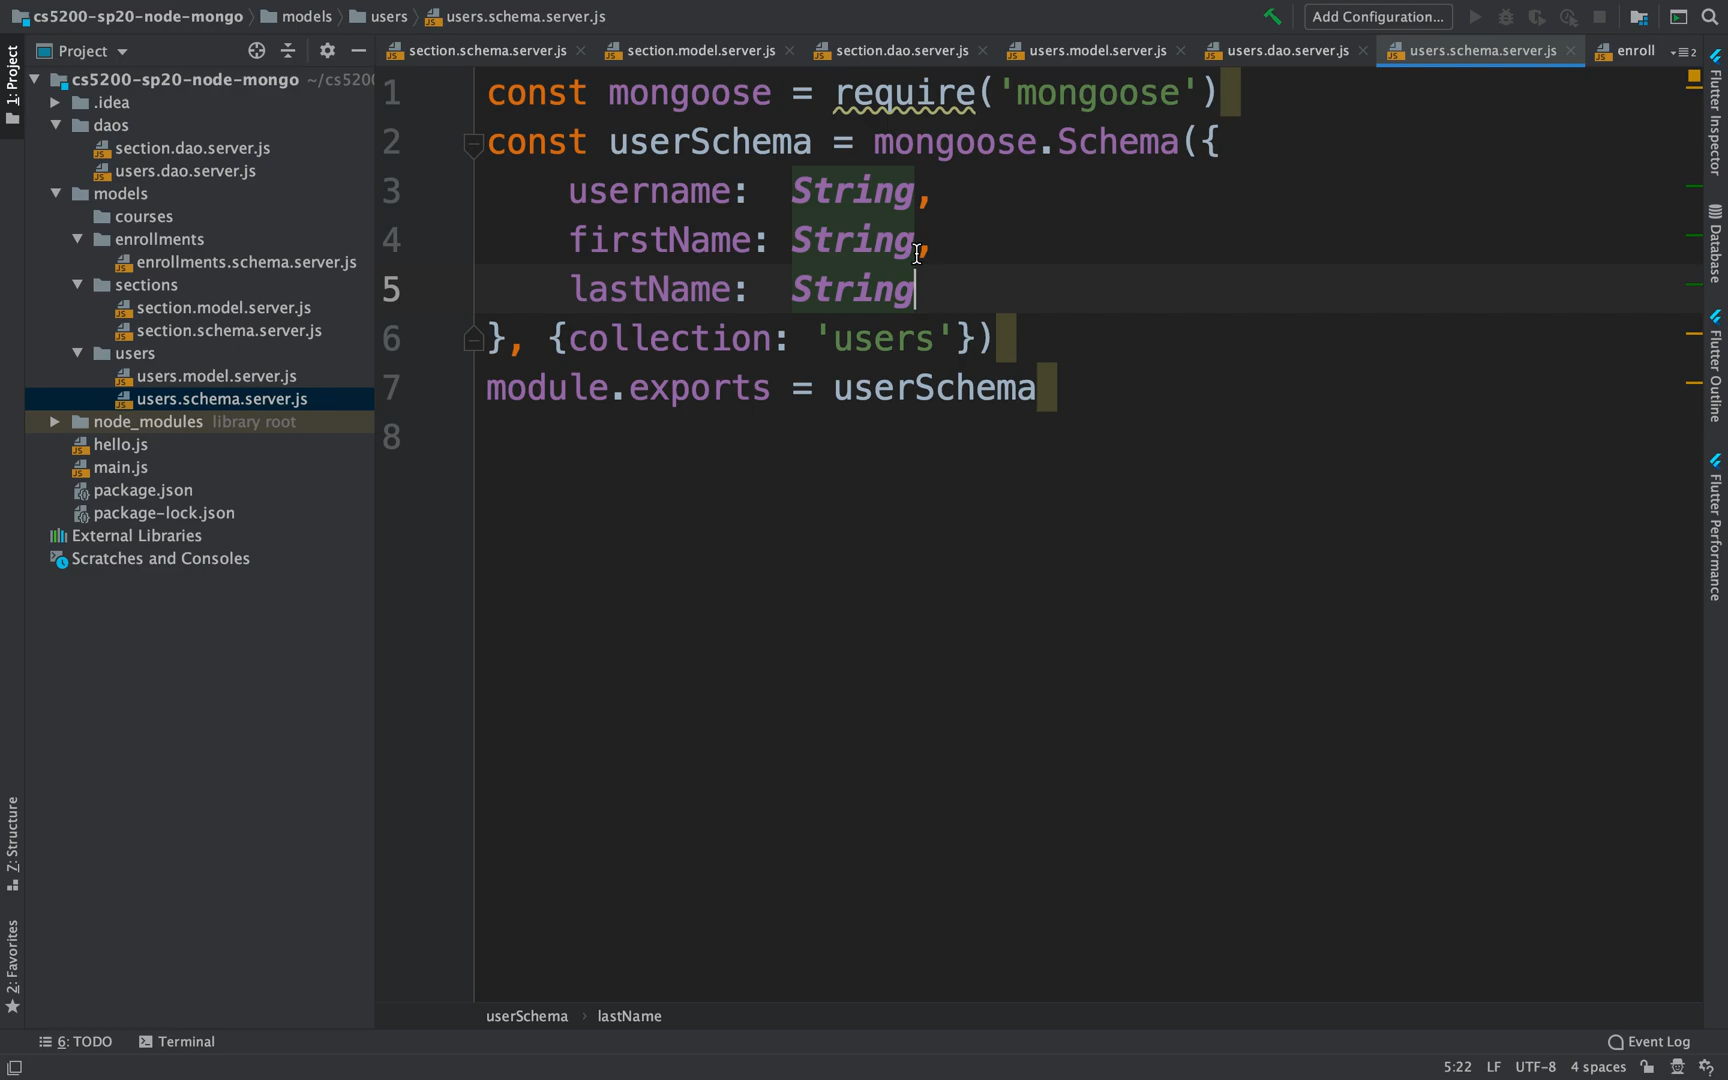 cs5200-sp20-node-mongo models users users.schema.server.js Add Configuration...
Project section.schema.server.js section.model.server.js section.dao.server.js users.model.server.js users.dao.server.js users.schema.server.js enroll 2
1: Project
cs5200-sp20-node-mongo ~/cs5200
.idea
daos
section.dao.server.js
users.dao.server.js
models
courses
enrollments
enrollments.schema.server.js
sections
section.model.server.js
section.schema.server.js
users
users.model.server.js
users.schema.server.js
node_modules library root
hello.js
main.js
package.json
package-lock.json
External Libraries
Scratches and Consoles
Z: Structure
2: Favorites
1 const mongoose = require('mongoose')
2 const userSchema = mongoose.Schema({
3 username: String,
4 firstName: String,
5 lastName: String
6 }, {collection: 'users'})
7 module.exports = userSchema
8
Flutter Inspector
Database
Flutter Outline
Flutter Performance
userSchema lastName
6: TODO Terminal Event Log
5:22 LF UTF-8 4 spaces